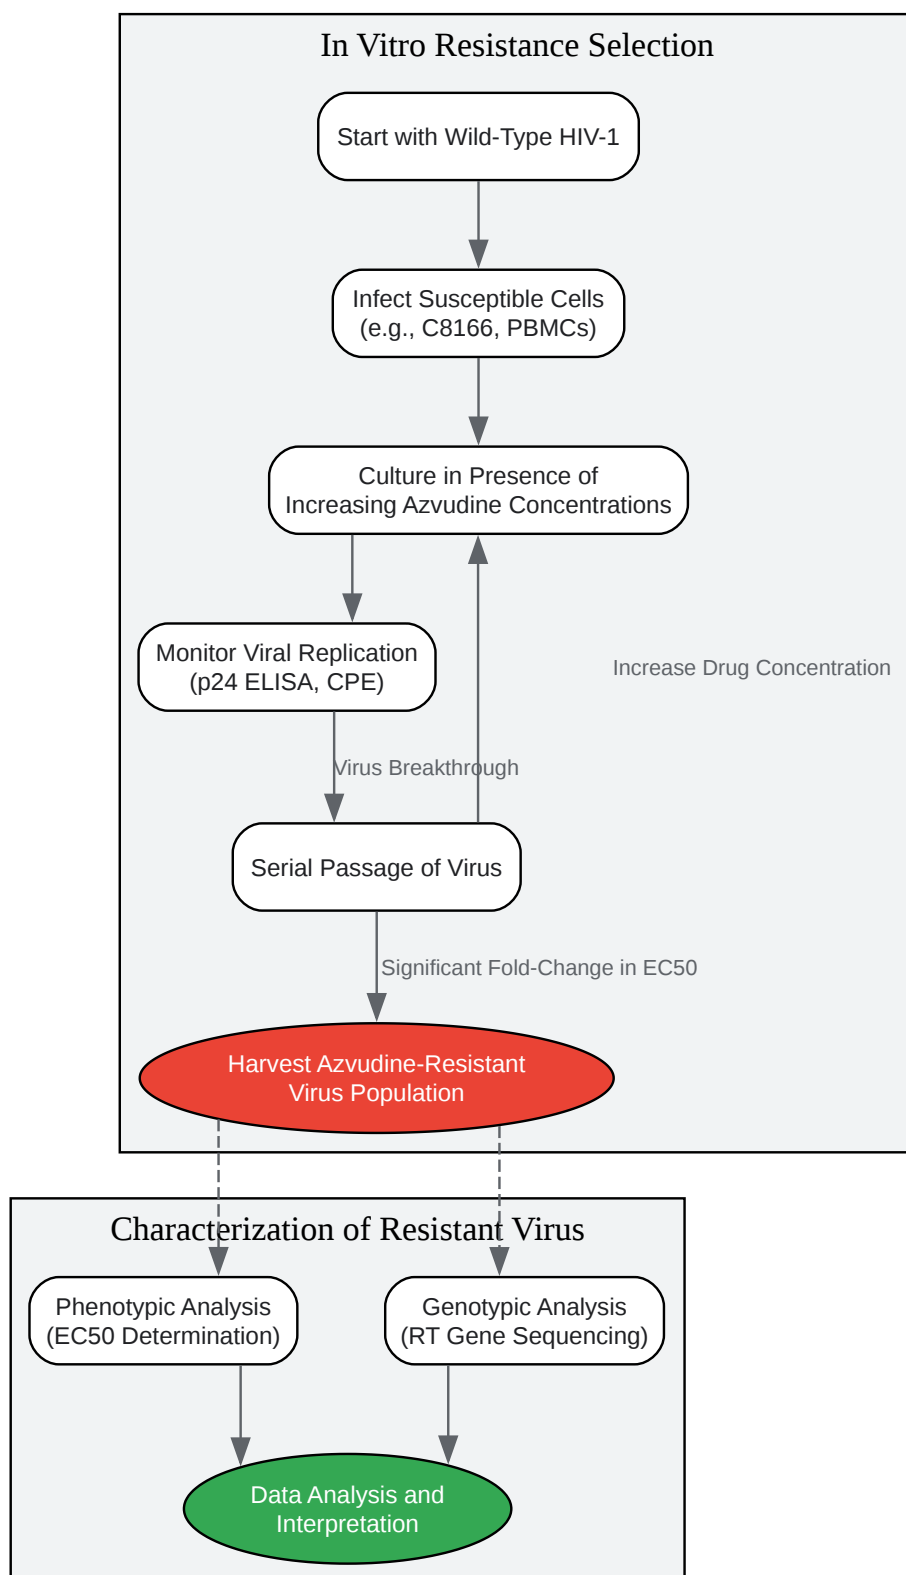 In Vitro Resistance Selection
Start with Wild-Type HIV-1
Infect Susceptible Cells
(e.g., C8166, PBMCs)
Culture in Presence of
Increasing Azvudine Concentrations
Monitor Viral Replication
(p24 ELISA, CPE)
Increase Drug Concentration
Virus Breakthrough
Serial Passage of Virus
Significant Fold-Change in EC50
Harvest Azvudine-Resistant
Virus Population
Characterization of Resistant Virus
Phenotypic Analysis
(EC50 Determination)
Genotypic Analysis
(RT Gene Sequencing)
Data Analysis and
Interpretation